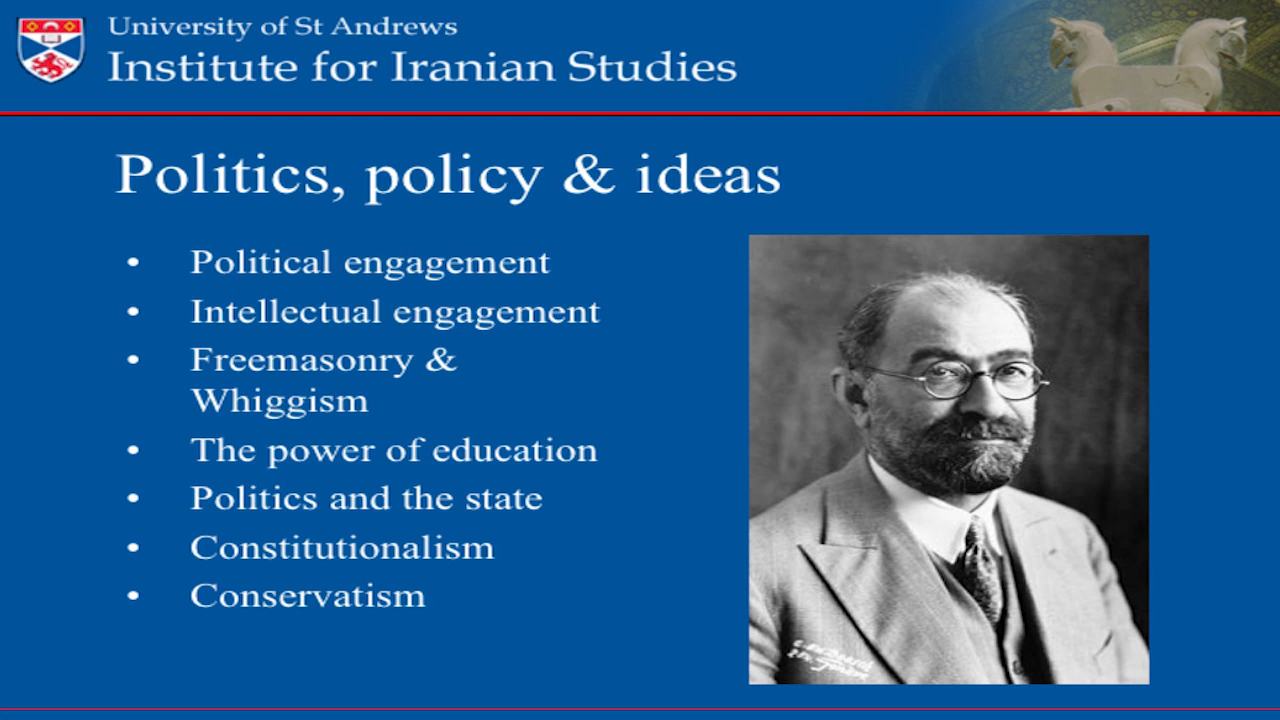 University of St Andrews
Institute for Iranian Studies
Politics, policy & ideas
• Political engagement
• Intellectual engagement
• Freemasonry &
Whiggism
• The power of education
• Politics and the state
• Constitutionalism
• Conservatism